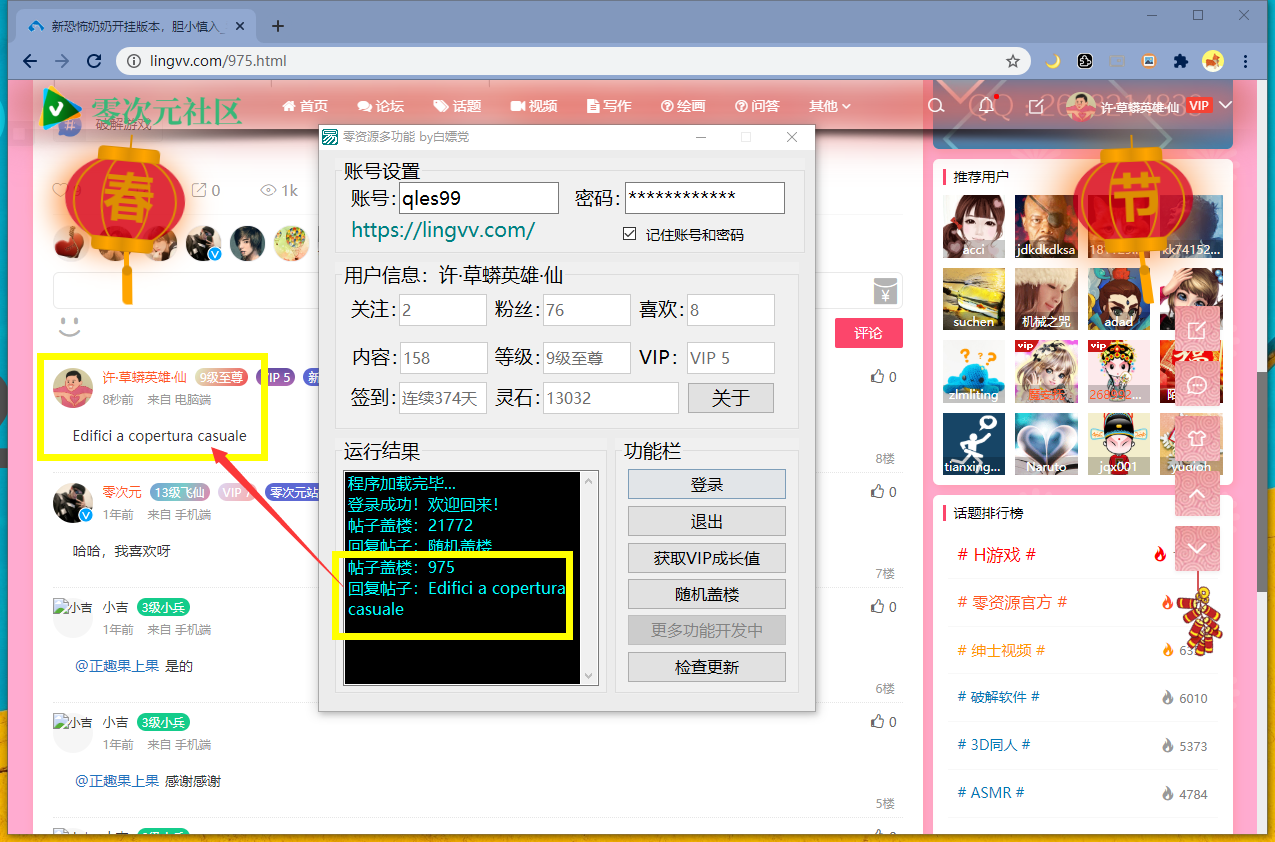 新恐怖奶奶开挂版本，胆小慎入_
lingvv.com/975.html
零次元社区
首页
论坛
话题
视频
写作
绘画
问答
其他
许·草蟒英雄·仙
VIP
#
破解游戏
春
节
0
1k
¥
评论
许·草蟒英雄·仙
9级至尊
VIP 5
新
8秒前 来自 电脑端
Edifici a copertura casuale
0
8楼
零次元
13级飞仙
VIP 7
零次元站
1年前 来自 手机端
哈哈，我喜欢呀
0
7楼
小吉
小吉
3级小兵
1年前 来自 手机端
@正趣果上果 是的
0
6楼
小吉
小吉
3级小兵
1年前 来自 手机端
@正趣果上果 感谢感谢
0
5楼
零资源多功能 by白嫖党
账号设置
账号: qles99
密码: ************
https://lingvv.com/
记住账号和密码
用户信息：许·草蟒英雄·仙
关注: 2
粉丝: 76
喜欢: 8
内容: 158
等级: 9级至尊
VIP: VIP 5
签到: 连续374天
灵石: 13032
关于
运行结果
程序加载完毕...
登录成功！欢迎回来！
帖子盖楼：21772
回复帖子：随机盖楼
帖子盖楼：975
回复帖子：Edifici a copertura
casuale
功能栏
登录
退出
获取VIP成长值
随机盖楼
更多功能开发中
检查更新
推荐用户
acci
jdkdkdksa
kk74152...
suchen
机械之咒
adad
zlmliting
vip
vip
tianxing...
Naruto
jqx001
yudioh
话题排行榜
# H游戏 #
# 零资源官方 #
# 绅士视频 #
# 破解软件 #
6010
# 3D同人 #
5373
# ASMR #
4784